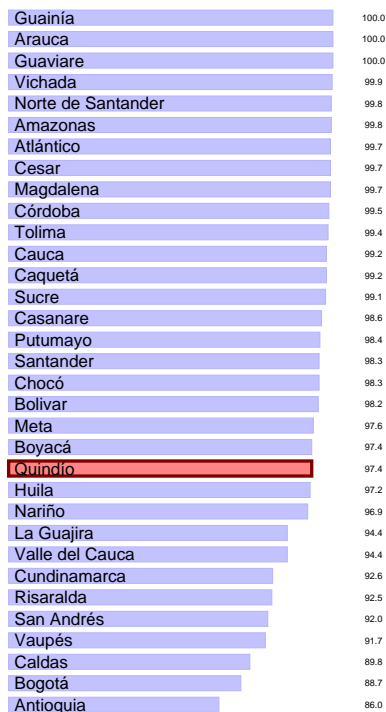 Guainía 100.0
Arauca 100.0
Guaviare 100.0
Vichada 99.9
Norte de Santander 99.8
Amazonas 99.8
Atlántico 99.7
Cesar 99.7
Magdalena 99.7
Córdoba 99.5
Tolima 99.4
Cauca 99.2
Caquetá 99.2
Sucre 99.1
Casanare 98.6
Putumayo 98.4
Santander 98.3
Chocó 98.3
Bolivar 98.2
Meta 97.6
Boyacá 97.4
Quindío 97.4
Huila 97.2
Nariño 96.9
La Guajira 94.4
Valle del Cauca 94.4
Cundinamarca 92.6
Risaralda 92.5
San Andrés 92.0
Vaupés 91.7
Caldas 89.8
Bogotá 88.7
Antioquia 86.0